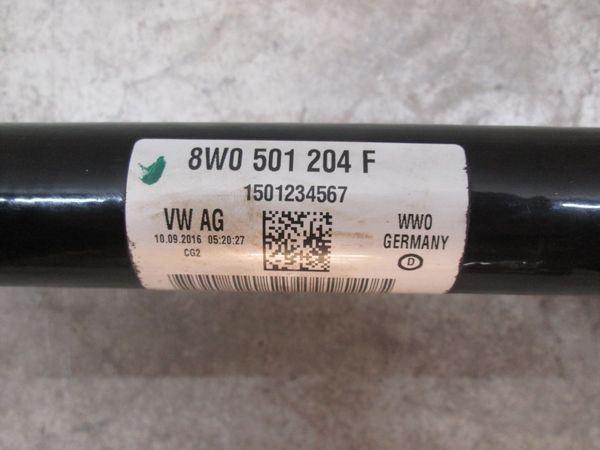 8W0 501 204 F
1501234567
VW AG
10.09.2016 05:20:27
CG2
WWO
GERMANY
D